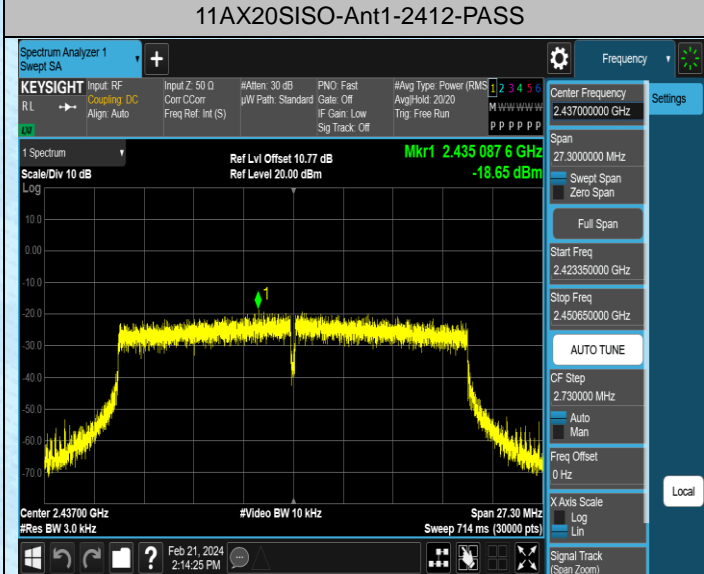 11AX20SISO-Ant1-2412-PASS
Spectrum Analyzer 1
Swept SA
Frequency
KEYSIGHT
RL
LXI
Input: RF
Coupling: DC
Align: Auto
Input Z: 50 Ω
Corr CCorr
Freq Ref: Int (S)
#Atten: 30 dB
µW Path: Standard
PNO: Fast
Gate: Off
IF Gain: Low
Sig Track: Off
#Avg Type: Power (RMS
Avg|Hold: 20/20
Trig: Free Run
1 2 3 4 5 6
M W W W W W
P P P P P P
1 Spectrum
Scale/Div 10 dB
Ref Lvl Offset 10.77 dB
Ref Level 20.00 dBm
Mkr1 2.435 087 6 GHz
-18.65 dBm
Log
10.0
0.00
-10.0
-20.0
-30.0
-40.0
-50.0
-60.0
-70.0
1
Center 2.43700 GHz
#Res BW 3.0 kHz
#Video BW 10 kHz
Span 27.30 MHz
Sweep 714 ms (30000 pts)
Feb 21, 2024
2:14:25 PM
Center Frequency
2.437000000 GHz
Span
27.3000000 MHz
Swept Span
Zero Span
Full Span
Start Freq
2.423350000 GHz
Stop Freq
2.450650000 GHz
AUTO TUNE
CF Step
2.730000 MHz
Auto
Man
Freq Offset
0 Hz
X Axis Scale
Log
Lin
Signal Track
(Span Zoom)
Settings
Local